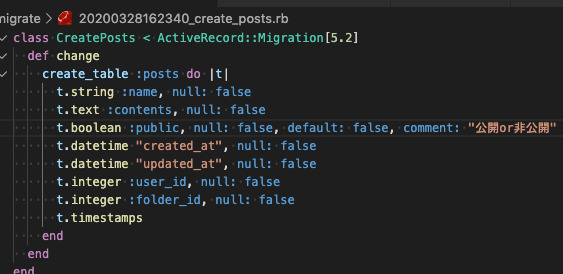 migrate > 20200328162340_create_posts.rb
class CreatePosts < ActiveRecord::Migration[5.2]
def change
create_table :posts do |t|
t.string :name, null: false
t.text :contents, null: false
t.boolean :public, null: false, default: false, comment: "公開or非公開"
t.datetime "created_at", null: false
t.datetime "updated_at", null: false
t.integer :user_id, null: false
t.integer :folder_id, null: false
t.timestamps
end
end
end